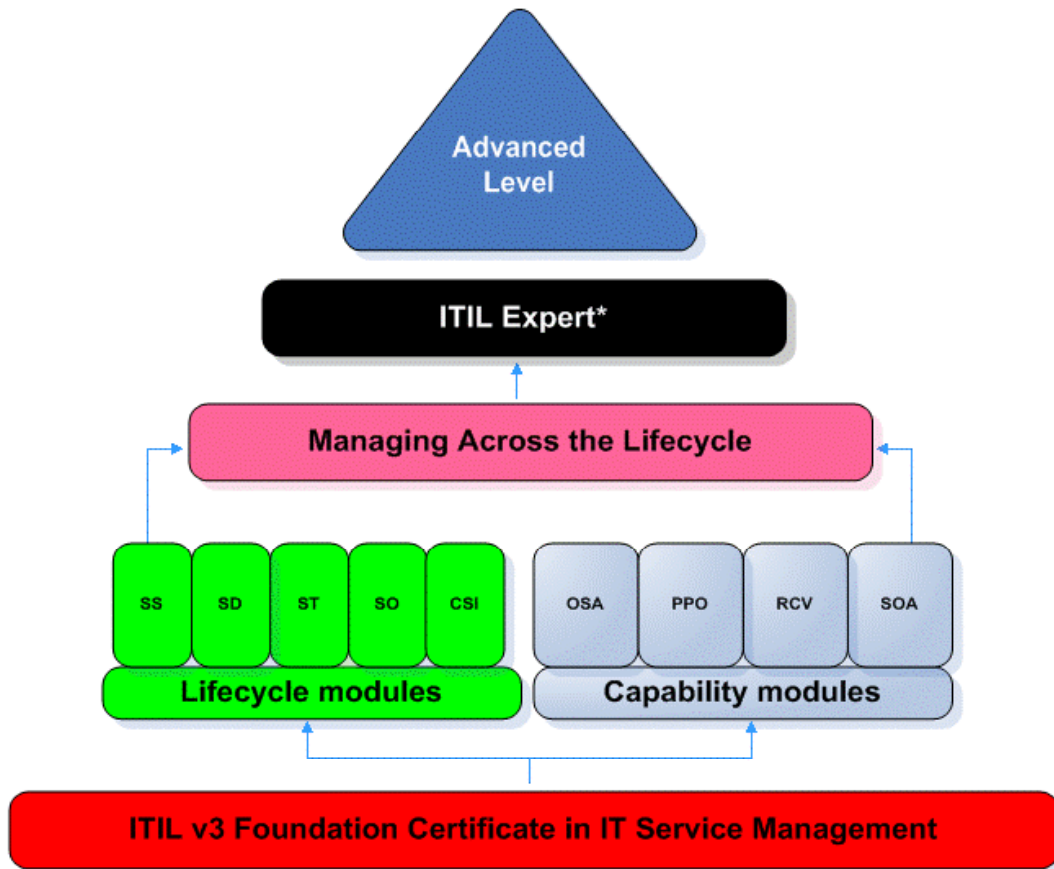 Advanced
Level
ITIL Expert*
Managing Across the Lifecycle
SS SD ST SO CSI OSA PPO RCV SOA
Lifecycle modules Capability modules
ITIL v3 Foundation Certificate in IT Service Management